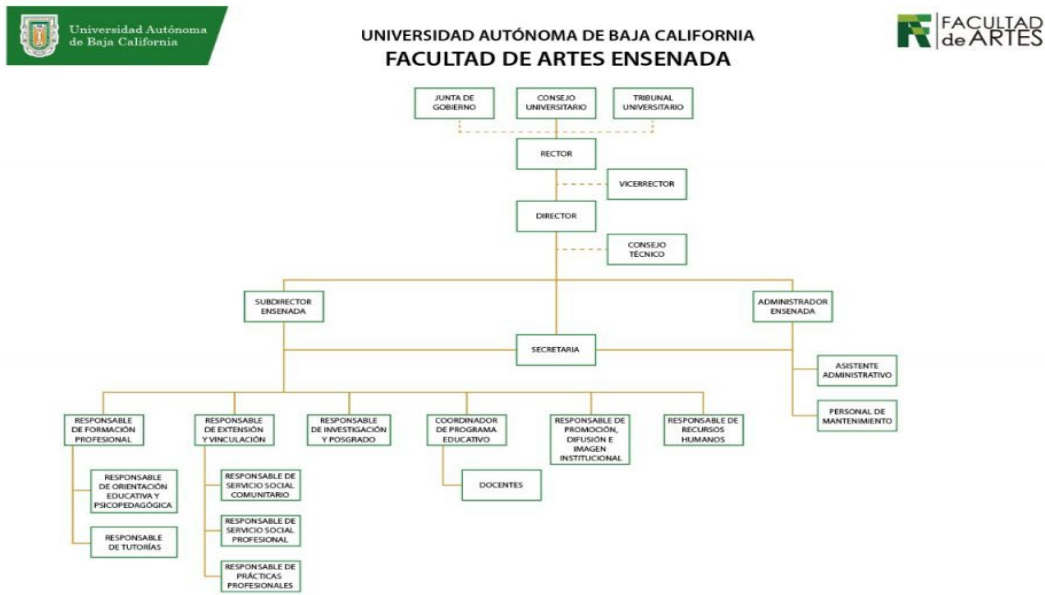 Universidad Autónoma
de Baja California
UNIVERSIDAD AUTÓNOMA DE BAJA CALIFORNIA
FACULTAD DE ARTES ENSENADA
FACULTAD
de ARTES
JUNTA DE
GOBIERNO
CONSEJO
UNIVERSITARIO
TRIBUNAL
UNIVERSITARIO
RECTOR
VICERRECTOR
DIRECTOR
CONSEJO
TÉCNICO
SUBDIRECTOR
ENSENADA
ADMINISTRADOR
ENSENADA
SECRETARIA
ASISTENTE
ADMINISTRATIVO
PERSONAL DE
MANTENIMIENTO
RESPONSABLE
DE FORMACIÓN
PROFESIONAL
RESPONSABLE
DE EXTENSIÓN
Y VINCULACIÓN
RESPONSABLE
DE INVESTIGACIÓN
Y POSGRADO
COORDINADOR
DE PROGRAMA
EDUCATIVO
RESPONSABLE DE
PROMOCIÓN,
DIFUSIÓN E
IMAGEN
INSTITUCIONAL
RESPONSABLE DE
RECURSOS
HUMANOS
RESPONSABLE
DE ORIENTACIÓN
EDUCATIVA Y
PSICOPEDAGÓGICA
RESPONSABLE
DE TUTORÍAS
RESPONSABLE DE
SERVICIO SOCIAL
COMUNITARIO
RESPONSABLE DE
SERVICIO SOCIAL
PROFESIONAL
RESPONSABLE DE
PRÁCTICAS
PROFESIONALES
DOCENTES